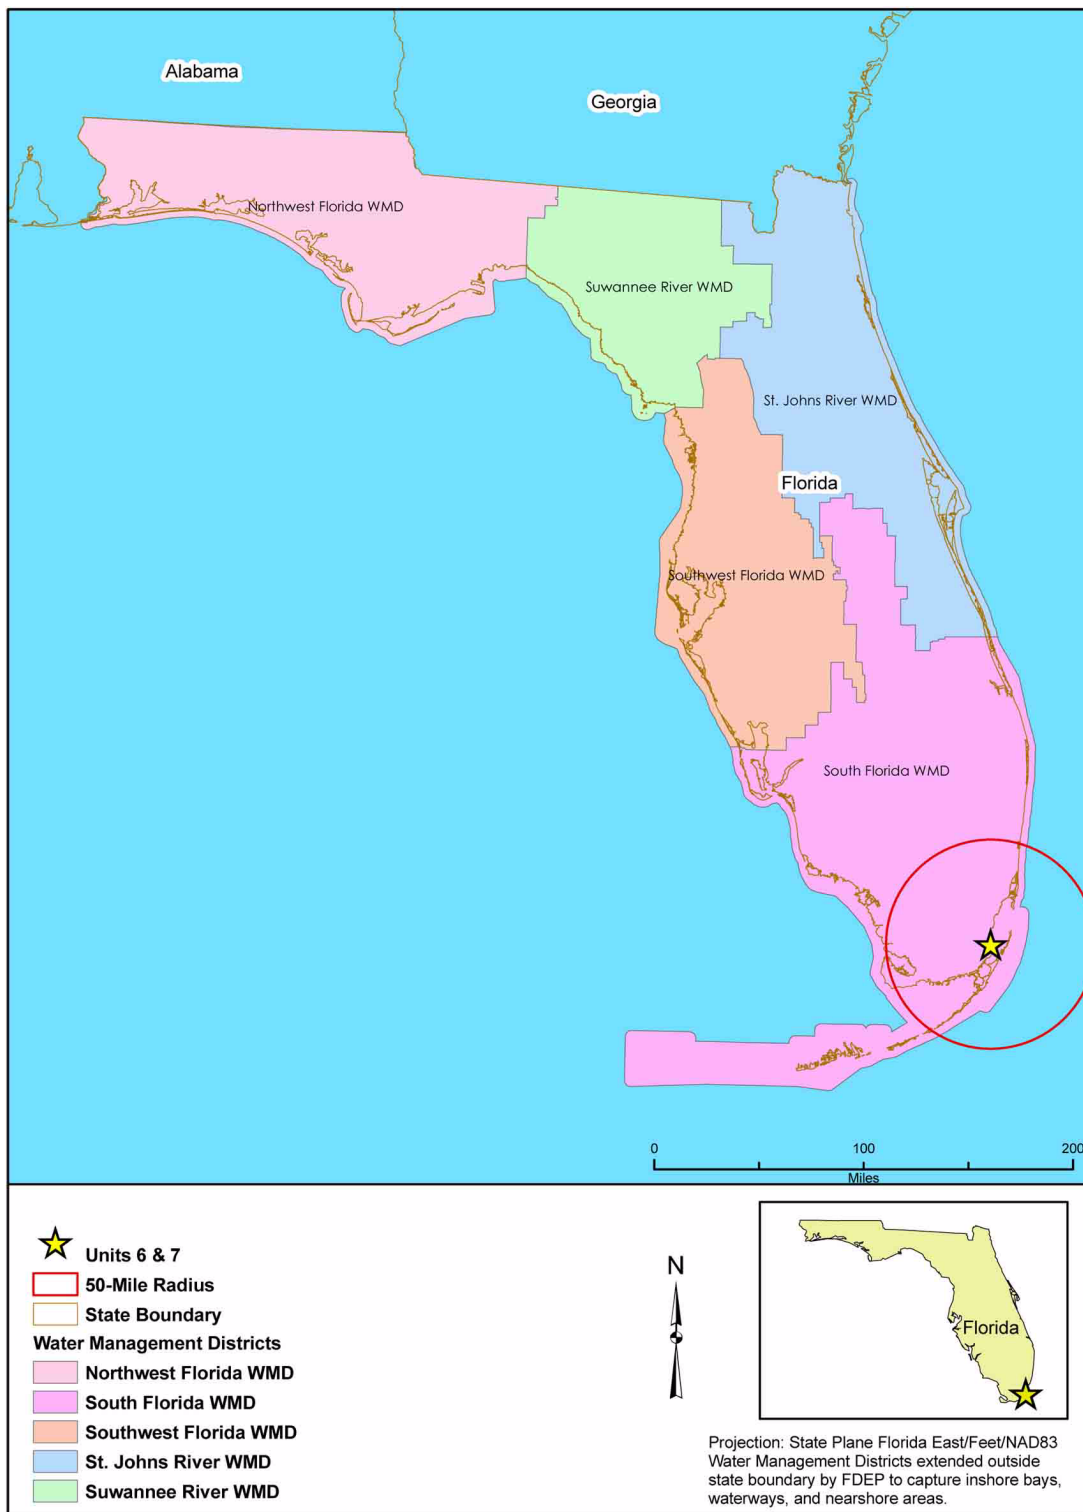 Alabama
Georgia
Northwest Florida WMD
Suwannee River WMD
St. Johns River WMD
Florida
Southwest Florida WMD
South Florida WMD
0 100 200
Miles
Units 6 & 7
50-Mile Radius
State Boundary
Water Management Districts
Northwest Florida WMD
South Florida WMD
Southwest Florida WMD
St. Johns River WMD
Suwannee River WMD
N
Florida
Projection: State Plane Florida East/Feet/NAD83
Water Management Districts extended outside
state boundary by FDEP to capture inshore bays,
waterways, and nearshore areas.